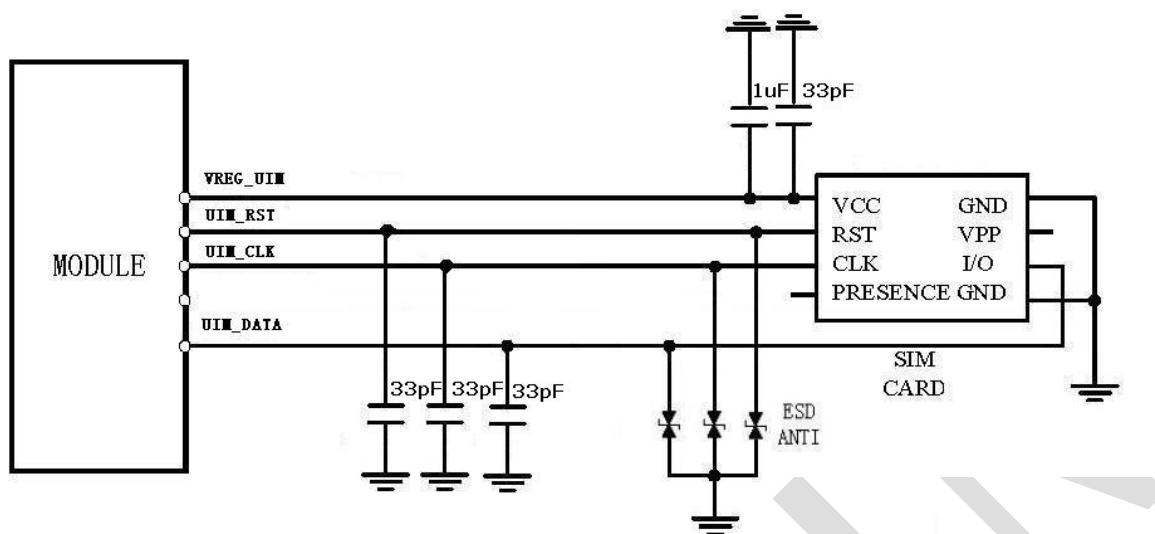 1uF 33pF
VREG_UIM
UIM_RST
UIM_CLK
UIM_DATA
MODULE
VCC GND
RST VPP
CLK I/O
PRESENCE GND
SIM
CARD
33pF 33pF 33pF
ESD
ANTI